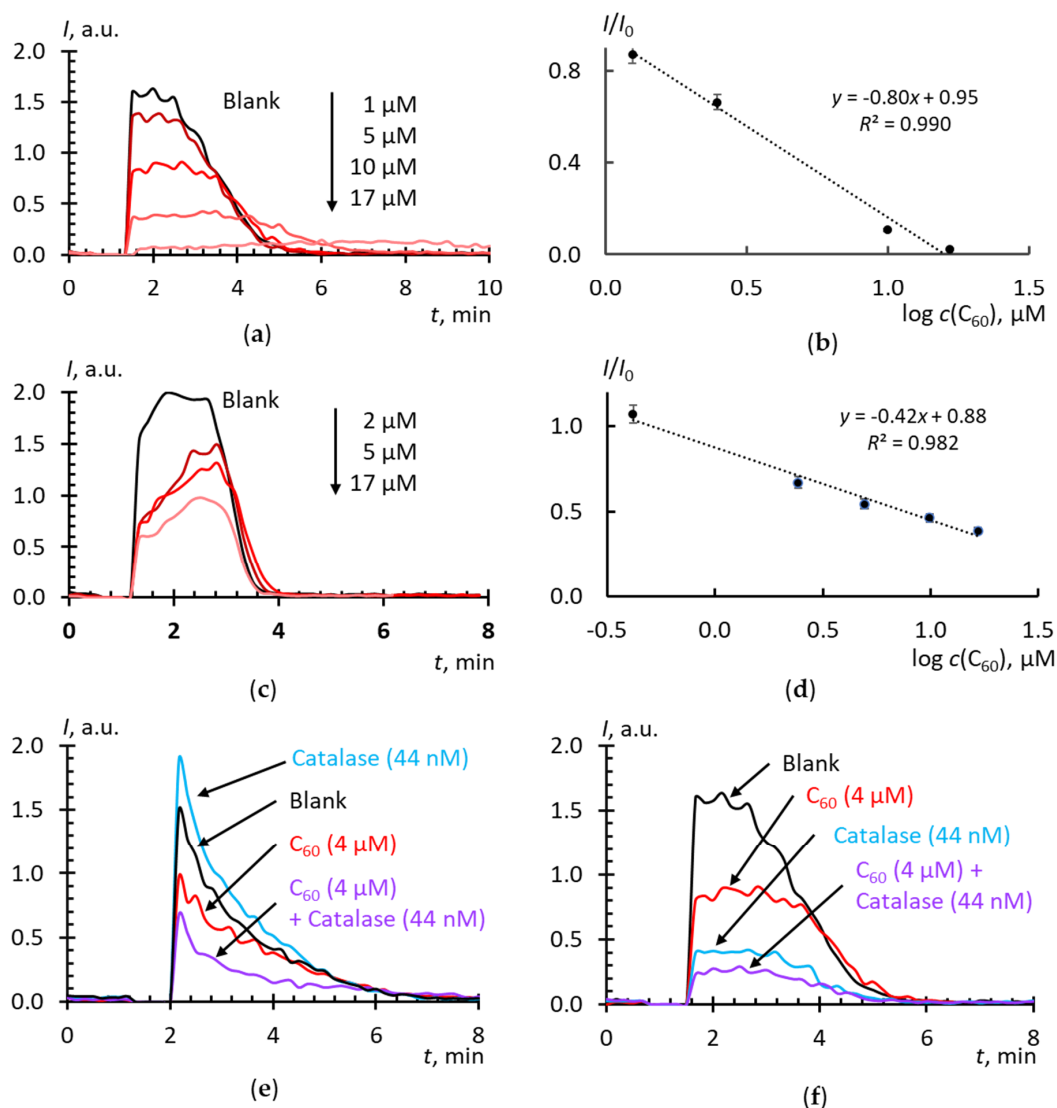 I, a.u.
2.0
1.5
1.0
0.5
0.0
Blank
1 µM
5 µM
10 µM
17 µM
0 2 4 6 8 10
t, min
(a)
I/I₀
0.8
0.4
0.0
y = -0.80x + 0.95
R² = 0.990
0.0 0.5 1.0 1.5
log c(C₆₀), µM
(b)
I, a.u.
2.0
1.5
1.0
0.5
0.0
Blank
2 µM
5 µM
17 µM
0 2 4 6 8
t, min
(c)
I/I₀
1.0
0.5
0.0
y = -0.42x + 0.88
R² = 0.982
-0.5 0.0 0.5 1.0 1.5
log c(C₆₀), µM
(d)
I, a.u.
2.0
1.5
1.0
0.5
0.0
Catalase (44 nM)
Blank
C₆₀ (4 µM)
C₆₀ (4 µM)
+ Catalase (44 nM)
0 2 4 6 8
t, min
(e)
I, a.u.
2.0
1.5
1.0
0.5
0.0
Blank
C₆₀ (4 µM)
Catalase (44 nM)
C₆₀ (4 µM) +
Catalase (44 nM)
0 2 4 6 8
t, min
(f)